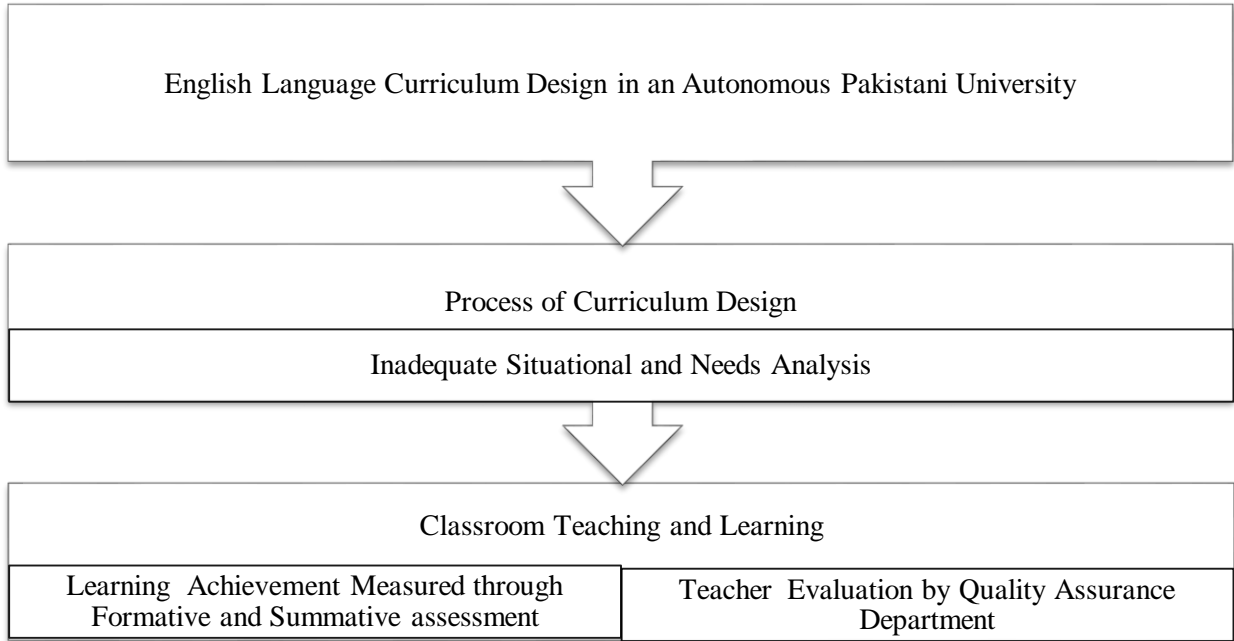 English Language Curriculum Design in an Autonomous Pakistani University
Process of Curriculum Design
Inadequate Situational and Needs Analysis
Classroom Teaching and Learning
Learning Achievement Measured through
Formative and Summative assessment
Teacher Evaluation by Quality Assurance
Department